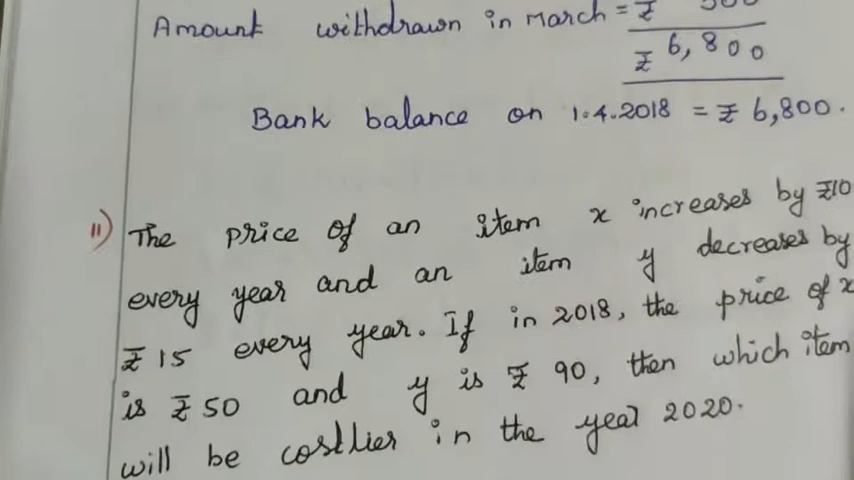 Amount withdrawn in March = ₹
₹ 6,800
Bank balance on 1.4.2018 = ₹ 6,800.
11) The price of an item x increases by ₹10
every year and an item y decreases by
₹ 15 every year. If in 2018, the price of x
is ₹ 50 and y is ₹ 90, then which item
will be costlier in the year 2020.